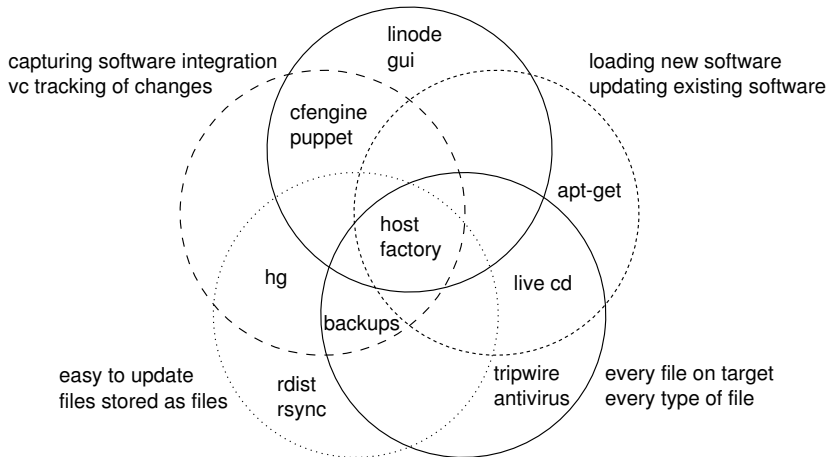 linode
gui
capturing software integration
vc tracking of changes
loading new software
updating existing software
cfengine
puppet
apt-get
host
factory
hg
live cd
backups
easy to update
files stored as files
rdist
rsync
tripwire
antivirus
every file on target
every type of file